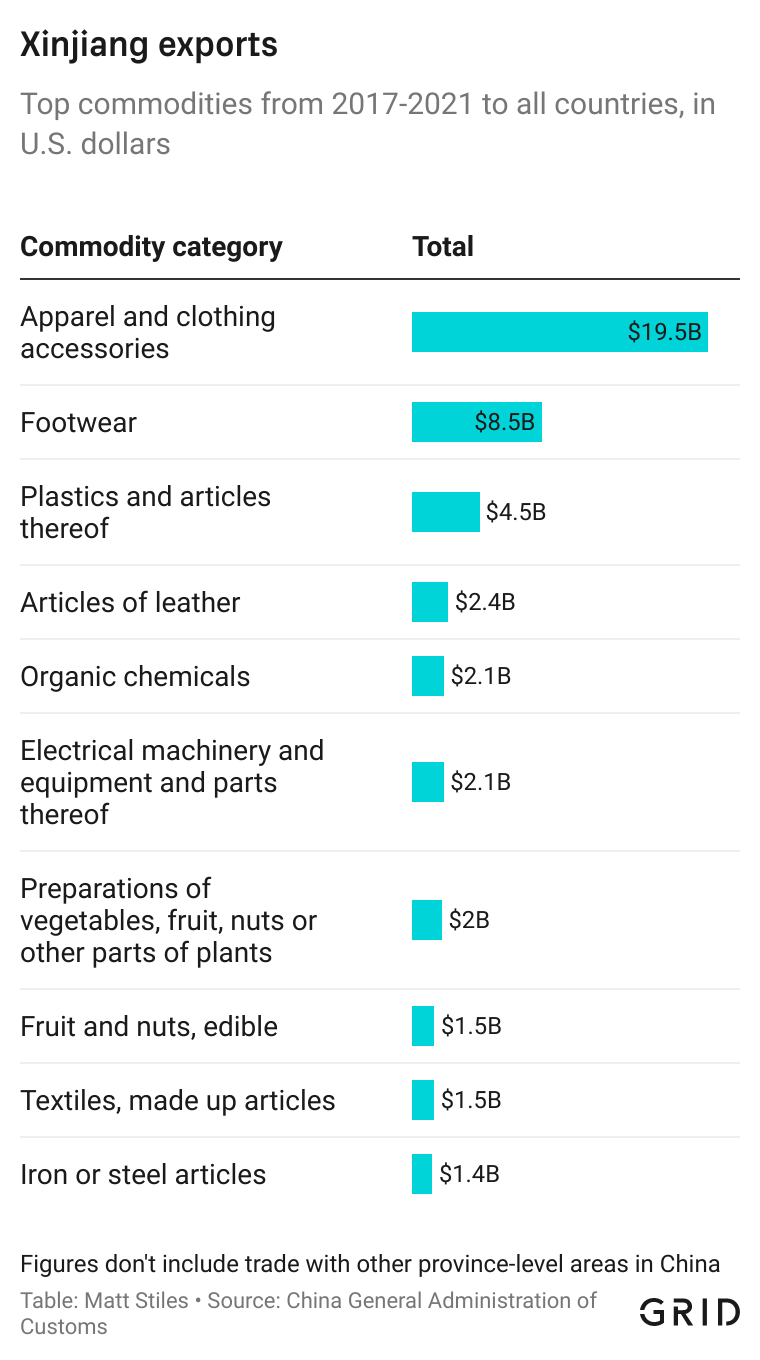 Xinjiang exports
Top commodities from 2017-2021 to all countries, in
U.S. dollars
Commodity category Total
Apparel and clothing
accessories
$19.5B
Footwear $8.5B
Plastics and articles
thereof
$4.5B
Articles of leather $2.4B
Organic chemicals $2.1B
Electrical machinery and
equipment and parts
thereof
$2.1B
Preparations of
vegetables, fruit, nuts or
other parts of plants
$2B
Fruit and nuts, edible $1.5B
Textiles, made up articles $1.5B
Iron or steel articles $1.4B
Figures don't include trade with other province-level areas in China
Table: Matt Stiles • Source: China General Administration of
Customs
GRID